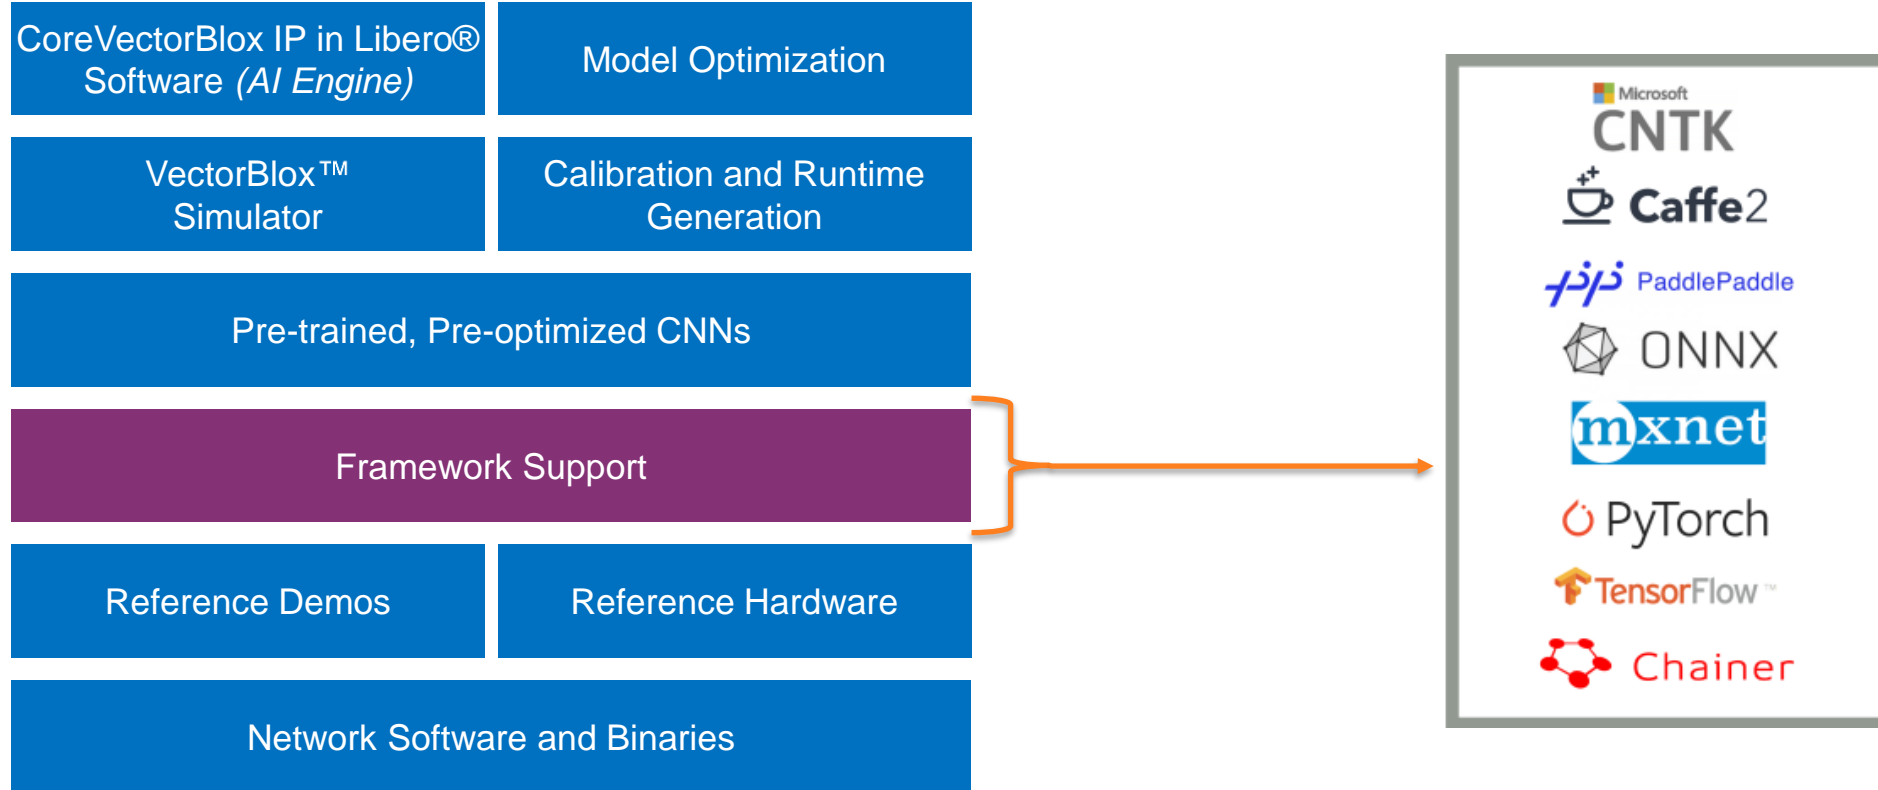 CoreVectorBlox IP in Libero®
Software (AI Engine)
Model Optimization
VectorBlox™
Simulator
Calibration and Runtime
Generation
Pre-trained, Pre-optimized CNNs
Framework Support
Reference Demos
Reference Hardware
Network Software and Binaries
Microsoft
CNTK
Caffe2
PaddlePaddle
ONNX
mxnet
PyTorch
TensorFlow™
Chainer